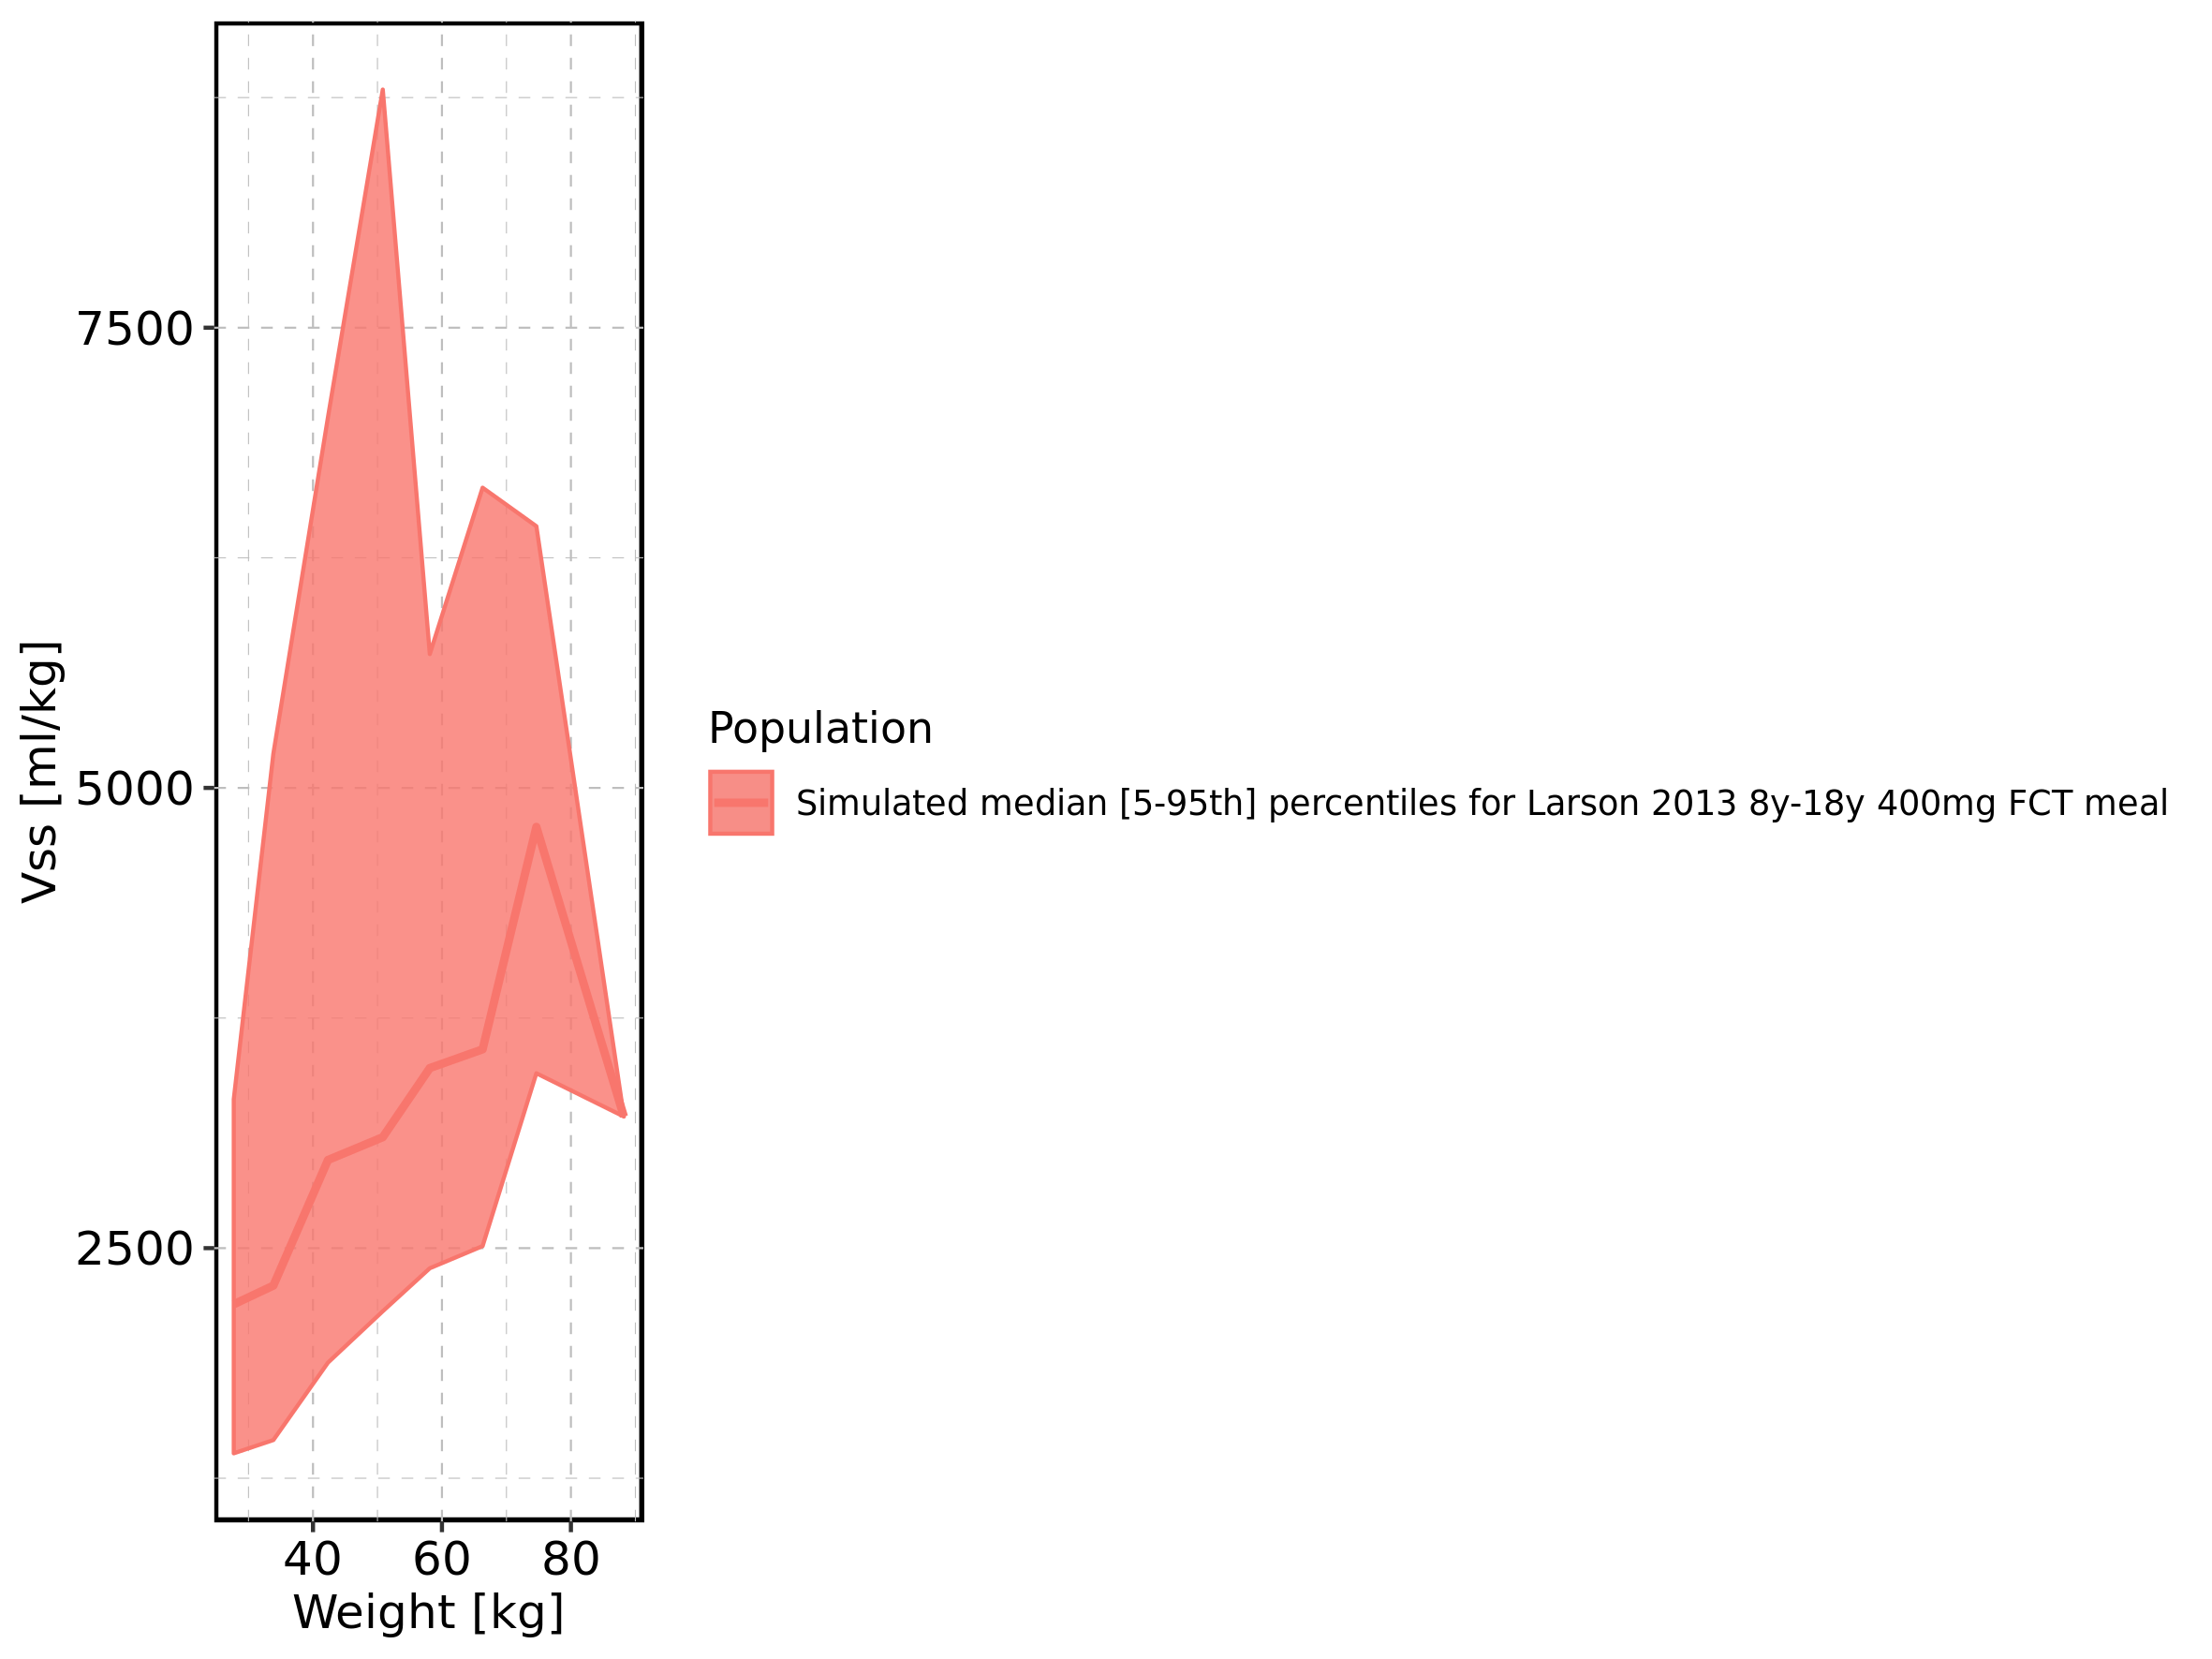 Vss [ml/kg]
7500
5000
2500
40 60 80
Weight [kg]
Population
Simulated median [5-95th] percentiles for Larson 2013 8y-18y 400mg FCT meal